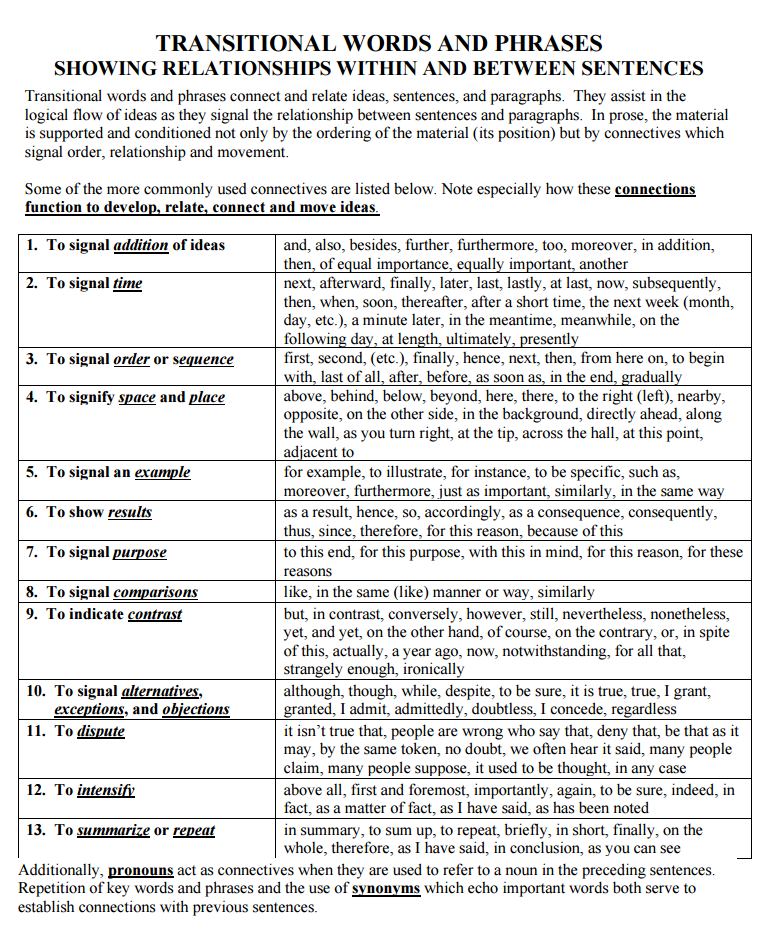 TRANSITIONAL WORDS AND PHRASES
SHOWING RELATIONSHIPS WITHIN AND BETWEEN SENTENCES
Transitional words and phrases connect and relate ideas, sentences, and paragraphs.  They assist in the
logical flow of ideas as they signal the relationship between sentences and paragraphs.  In prose, the material
is supported and conditioned not only by the ordering of the material (its position) but by connectives which
signal order, relationship and movement.
Some of the more commonly used connectives are listed below. Note especially how these connections
function to develop, relate, connect and move ideas.
1.  To signal addition of ideas
and, also, besides, further, furthermore, too, moreover, in addition,
then, of equal importance, equally important, another
2.  To signal time
next, afterward, finally, later, last, lastly, at last, now, subsequently,
then, when, soon, thereafter, after a short time, the next week (month,
day, etc.), a minute later, in the meantime, meanwhile, on the
following day, at length, ultimately, presently
3.  To signal order or sequence
first, second, (etc.), finally, hence, next, then, from here on, to begin
with, last of all, after, before, as soon as, in the end, gradually
4.  To signify space and place
above, behind, below, beyond, here, there, to the right (left), nearby,
opposite, on the other side, in the background, directly ahead, along
the wall, as you turn right, at the tip, across the hall, at this point,
adjacent to
5.  To signal an example
for example, to illustrate, for instance, to be specific, such as,
moreover, furthermore, just as important, similarly, in the same way
6.  To show results
as a result, hence, so, accordingly, as a consequence, consequently,
thus, since, therefore, for this reason, because of this
7.  To signal purpose
to this end, for this purpose, with this in mind, for this reason, for these
reasons
8.  To signal comparisons
like, in the same (like) manner or way, similarly
9.  To indicate contrast
but, in contrast, conversely, however, still, nevertheless, nonetheless,
yet, and yet, on the other hand, of course, on the contrary, or, in spite
of this, actually, a year ago, now, notwithstanding, for all that,
strangely enough, ironically
10.  To signal alternatives,
exceptions, and objections
although, though, while, despite, to be sure, it is true, true, I grant,
granted, I admit, admittedly, doubtless, I concede, regardless
11.  To dispute
it isn't true that, people are wrong who say that, deny that, be that as it
may, by the same token, no doubt, we often hear it said, many people
claim, many people suppose, it used to be thought, in any case
12.  To intensify
above all, first and foremost, importantly, again, to be sure, indeed, in
fact, as a matter of fact, as I have said, as has been noted
13.  To summarize or repeat
in summary, to sum up, to repeat, briefly, in short, finally, on the
whole, therefore, as I have said, in conclusion, as you can see
Additionally, pronouns act as connectives when they are used to refer to a noun in the preceding sentences.
Repetition of key words and phrases and the use of synonyms which echo important words both serve to
establish connections with previous sentences.